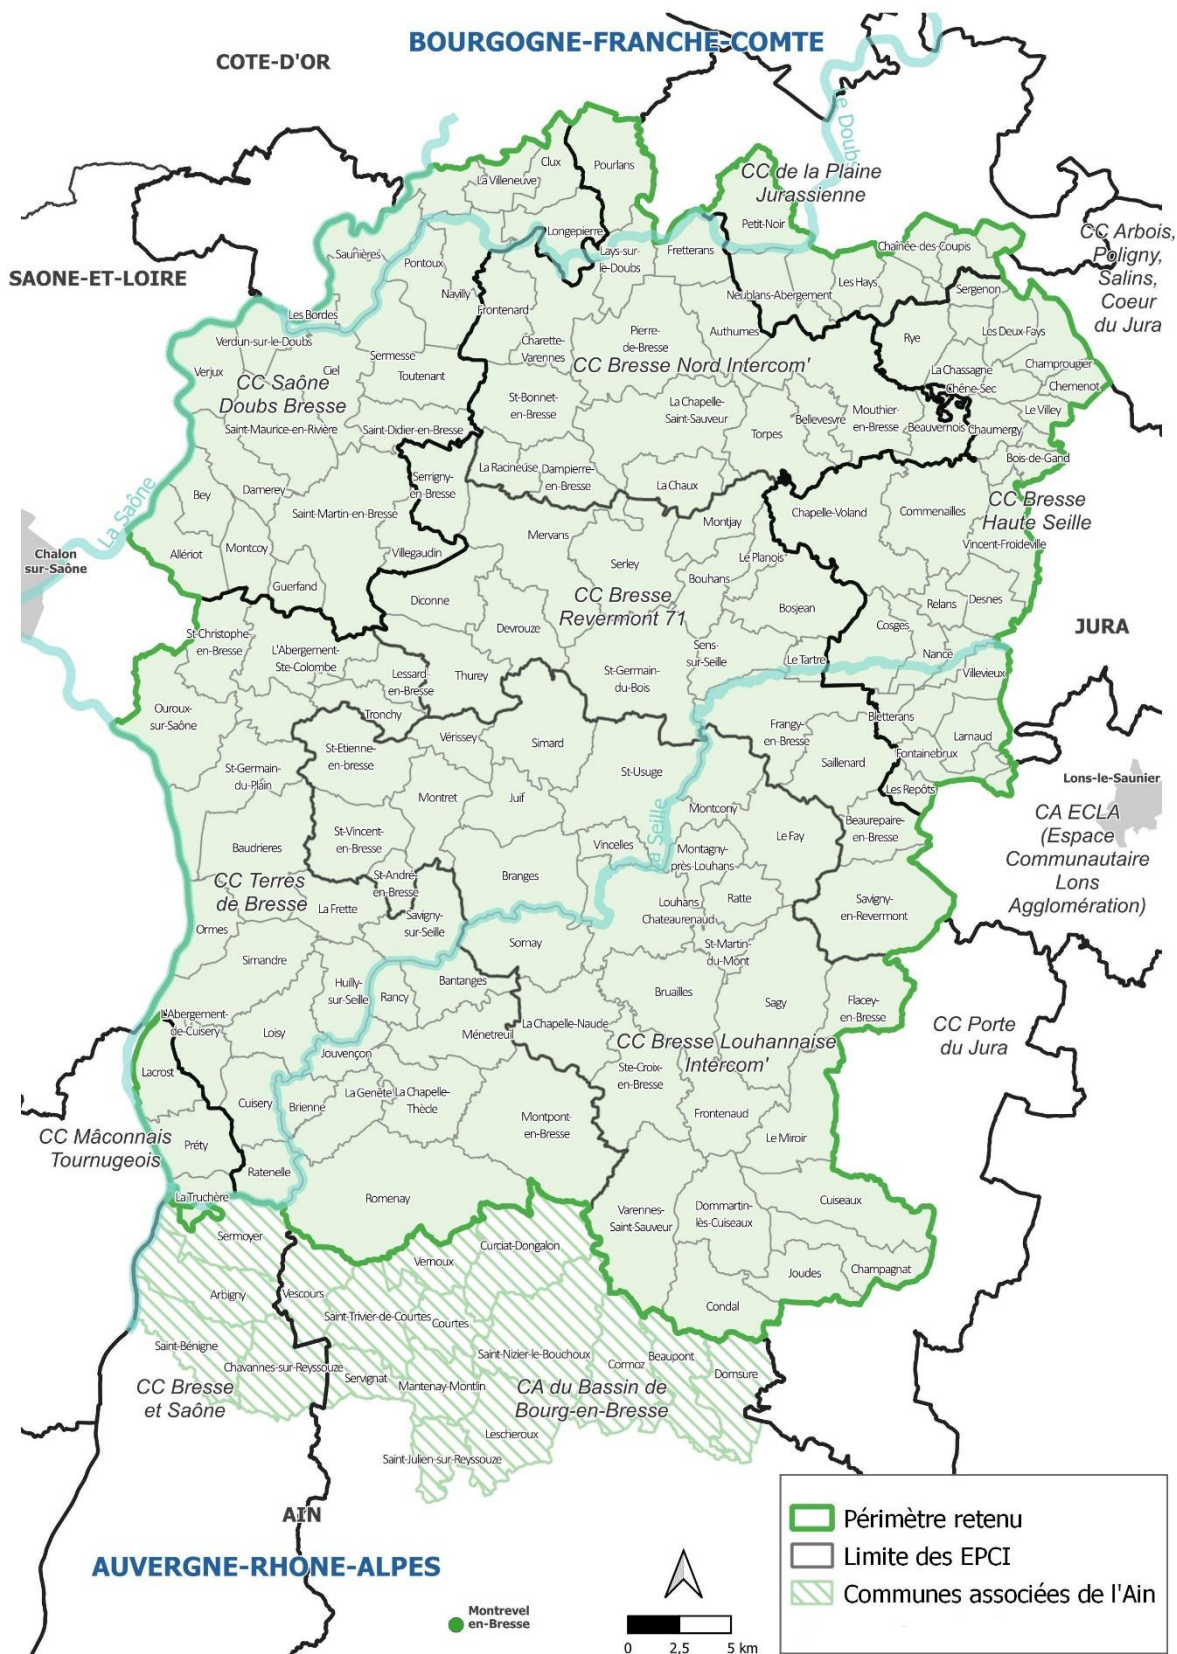 BOURGOGNE-FRANCHE-COMTE
COTE-D'OR
Le Doubs
Clux
Pourlans
La Villeneuve
CC de la Plaine
Jurassienne
Petit-Noir
Longepierre
Saunières
Pontoux
Lays-sur-
le-Doubs
Fretterans
Chaînée-des-Coupis
CC Arbois,
Poligny,
Salins,
Coeur
du Jura
SAONE-ET-LOIRE
Navilly
Neublans-Abergement
Les Hays
Sergenon
Les Bordes
Frontenard
Verdun-sur-le-Doubs
Charette-
Varennes
Pierre-
de-Bresse
Authumes
Rye
Les Deux-Fays
Sermesse
Verjux
Ciel
Toutenant
CC Saône
Doubs Bresse
CC Bresse Nord Intercom'
Champrougier
La Chassagne
Chêne-Sec
Chemenot
St-Bonnet-
en-Bresse
La Chapelle-
Saint-Sauveur
Bellevesvre
Mouthier-
en-Bresse
Le Villey
Saint-Maurice-en-Rivière
Saint-Didier-en-Bresse
Torpes
Beauvernois
Chaumergy
Bois-de-Gand
La Racineuse
Dampierre-
en-Bresse
Serrigny-
en-Bresse
La Chaux
La Saône
Bey
Damerey
Saint-Martin-en-Bresse
Chapelle-Voland
Commenailles
CC Bresse
Haute Seille
Montjay
Mervans
Vincent-Froideville
Chalon
sur-Saône
Allériot
Montcoy
Villegaudin
Le Planois
Serley
Bouhans
Guerfand
Diconne
CC Bresse
Revermont 71
Bosjean
Relans
Desnes
Devrouze
Cosges
JURA
St-Christophe-
en-Bresse
L'Abergement-
Ste-Colombe
Sens-
sur-Seille
Nance
Lessard-
en-Bresse
Thurey
St-Germain-
du-Bois
Le Tartre
Villevieux
Ouroux-
sur-Saône
Tronchy
Bletterans
Frangy-
en-Bresse
Vérissey
Simard
Larnaud
St-Etienne-
en-bresse
Fontainebrux
Saillenard
St-Germain-
du-Plain
St-Usuge
Lons-le-Saunier
Les Repôts
Montret
Juif
Montcony
La Seille
CA ECLA
(Espace
Communautaire
Lons
Agglomération)
Beaurepaire-
en-Bresse
St-Vincent-
en-Bresse
Le Fay
Vincelles
Baudrieres
Montagny-
près-Louhans
St-André-
en-Bresse
Branges
CC Terres
de Bresse
Louhans
Chateaurenaud
Ratte
Savigny-
en-Revermont
La Frette
Savigny-
sur-Seille
Ormes
Sornay
St-Martin-
du-Mont
Simandre
Huilly-
sur-Seille
Rancy
Bantanges
Bruailles
Sagy
Flacey-
en-Bresse
L'Abergement-
de-Cuisery
Loisy
Ménetreuil
La Chapelle-Naude
CC Porte
du Jura
CC Bresse Louhannaise
Intercom'
Jouvençon
Ste-Croix-
en-Bresse
Lacrost
Cuisery
Brienne
La Genête
La Chapelle-
Thècle
Montpont-
en-Bresse
Frontenaud
Le Miroir
CC Mâconnais
Tournugeois
Préty
Ratenelle
La Truchère
Romenay
Varennes-
Saint-Sauveur
Dommartin-
lès-Cuiseaux
Cuiseaux
Sermoyer
Curciat-Dongalon
Vernoux
Joudes
Champagnat
Arbigny
Vescours
Saint-Trivier-de-Courtes
Courtes
Condal
Saint-Bénigne
Chavannes-sur-Reyssouze
Saint-Nizier-le-Bouchoux
Beaupont
Cormoz
Domsure
Servignat
Mantenay-Montlin
CC Bresse
et Saône
CA du Bassin de
Bourg-en-Bresse
Lescheroux
Saint-Julien-sur-Reyssouze
AIN
AUVERGNE-RHONE-ALPES
Montrevel
en-Bresse
0 2,5 5 km
Périmètre retenu
Limite des EPCI
Communes associées de l'Ain